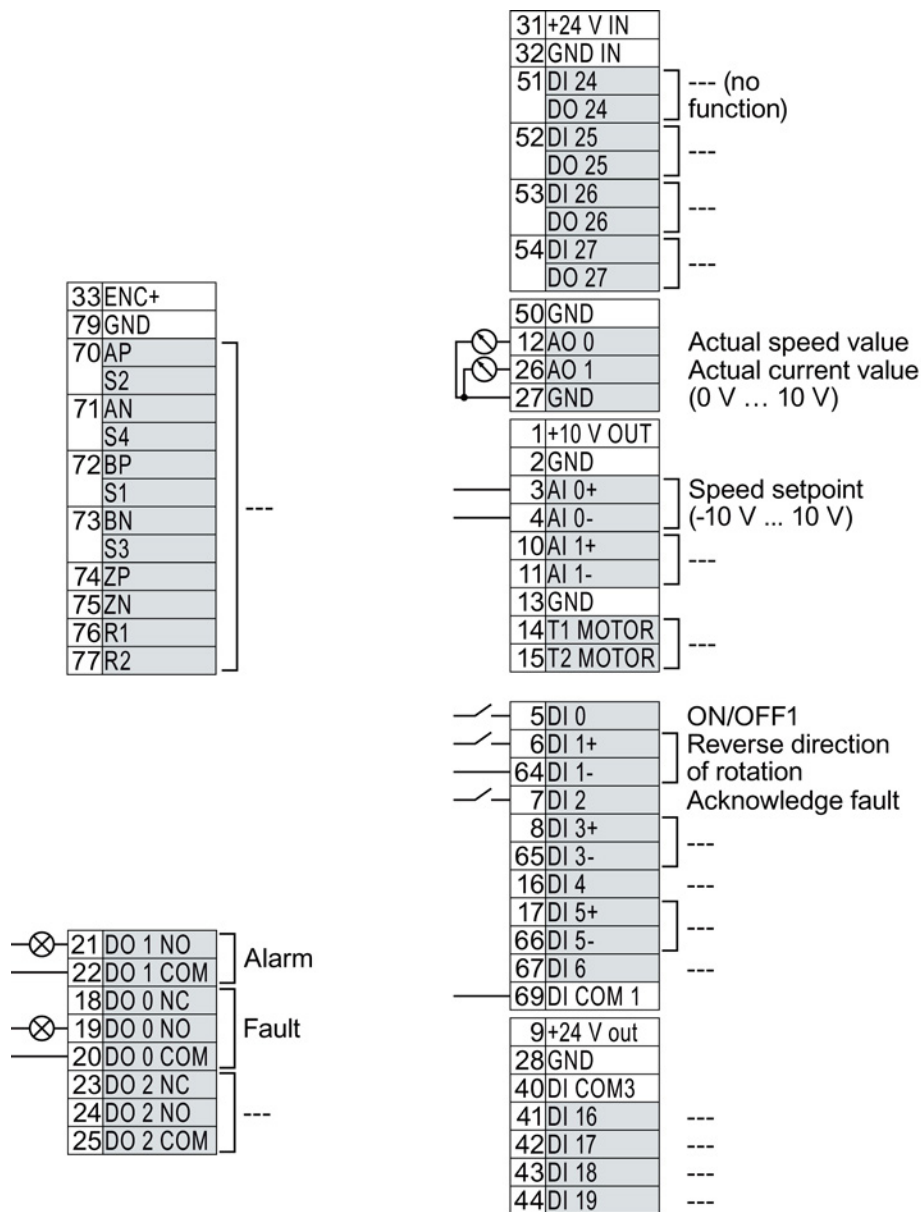 31 +24 V IN
32 GND IN
51 DI 24
DO 24
--- (no
function)
52 DI 25
DO 25
---
53 DI 26
DO 26
---
54 DI 27
DO 27
---
50 GND
12 AO 0 Actual speed value
26 AO 1 Actual current value
27 GND (0 V … 10 V)
1 +10 V OUT
2 GND
3 AI 0+ Speed setpoint
4 AI 0- (-10 V ... 10 V)
10 AI 1+
11 AI 1-
---
13 GND
14 T1 MOTOR
15 T2 MOTOR
---
5 DI 0 ON/OFF1
6 DI 1+ Reverse direction
64 DI 1- of rotation
7 DI 2 Acknowledge fault
8 DI 3+
65 DI 3-
---
16 DI 4 ---
17 DI 5+
66 DI 5-
---
67 DI 6 ---
69 DI COM 1
9 +24 V out
28 GND
40 DI COM3
41 DI 16 ---
42 DI 17 ---
43 DI 18 ---
44 DI 19 ---
33 ENC+
79 GND
70 AP
S2
71 AN
S4
72 BP
S1
73 BN
S3
74 ZP
75 ZN
76 R1
77 R2
---
21 DO 1 NO
22 DO 1 COM
Alarm
18 DO 0 NC
19 DO 0 NO Fault
20 DO 0 COM
23 DO 2 NC
24 DO 2 NO ---
25 DO 2 COM